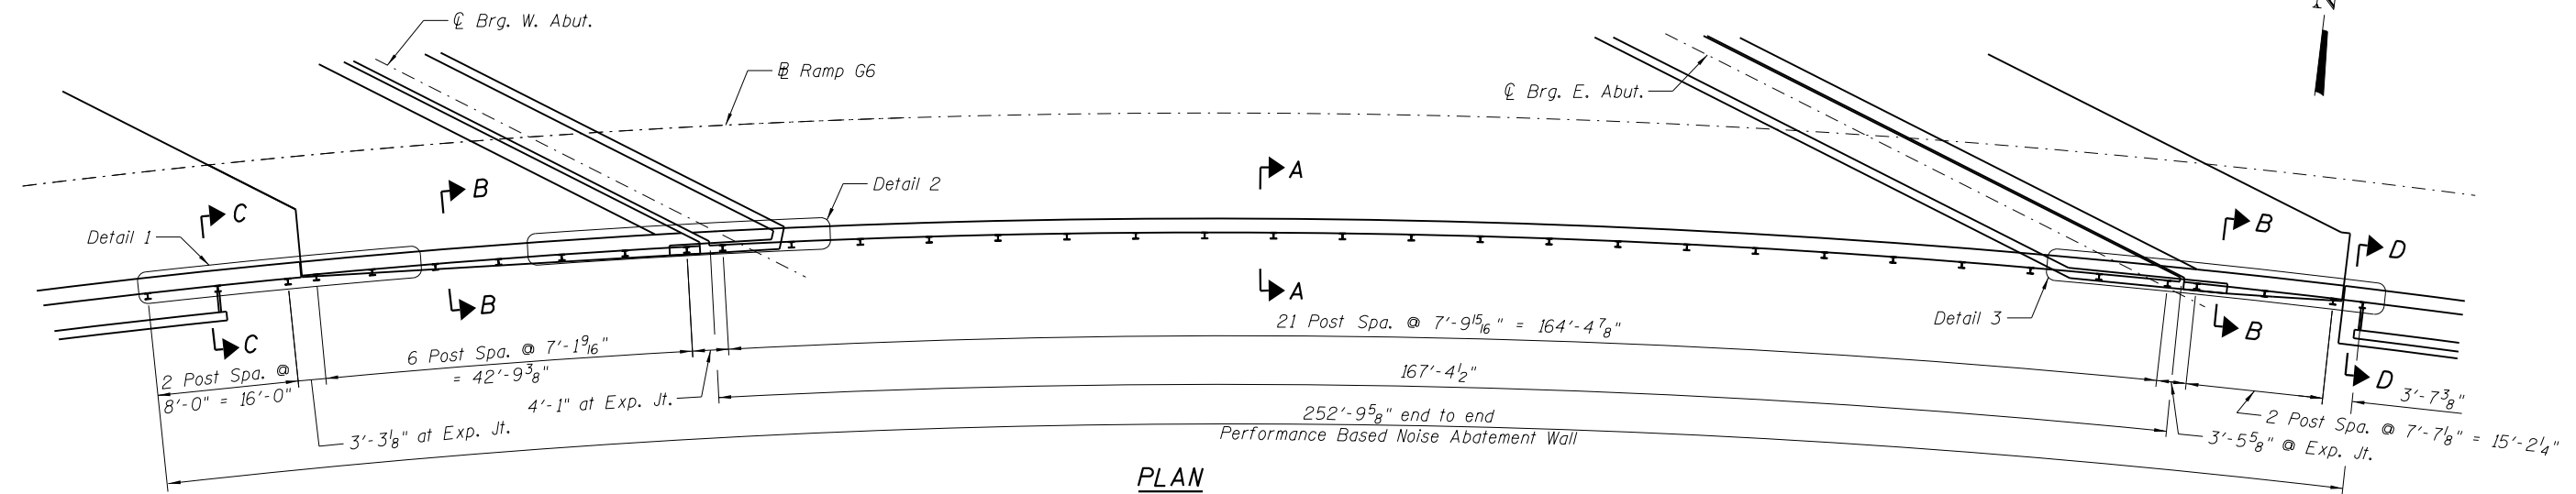 N
℄ Brg. W. Abut.
℄ Ramp G6
℄ Brg. E. Abut.
A
Detail 2
B
C
Detail 1
B
D
B
A
C
B
D
Detail 3
21 Post Spa. @ 7'-9 15/16" = 164'-4 7/8"
6 Post Spa. @ 7'-1 9/16"
= 42'-9 3/8"
2 Post Spa. @
8'-0" = 16'-0"
4'-1" at Exp. Jt.
167'-4 1/2"
3'-7 3/8"
2 Post Spa. @ 7'-7 1/8" = 15'-2 1/4"
3'-5 5/8" @ Exp. Jt.
3'-3 1/8" at Exp. Jt.
252'-9 5/8" end to end
Performance Based Noise Abatement Wall
PLAN